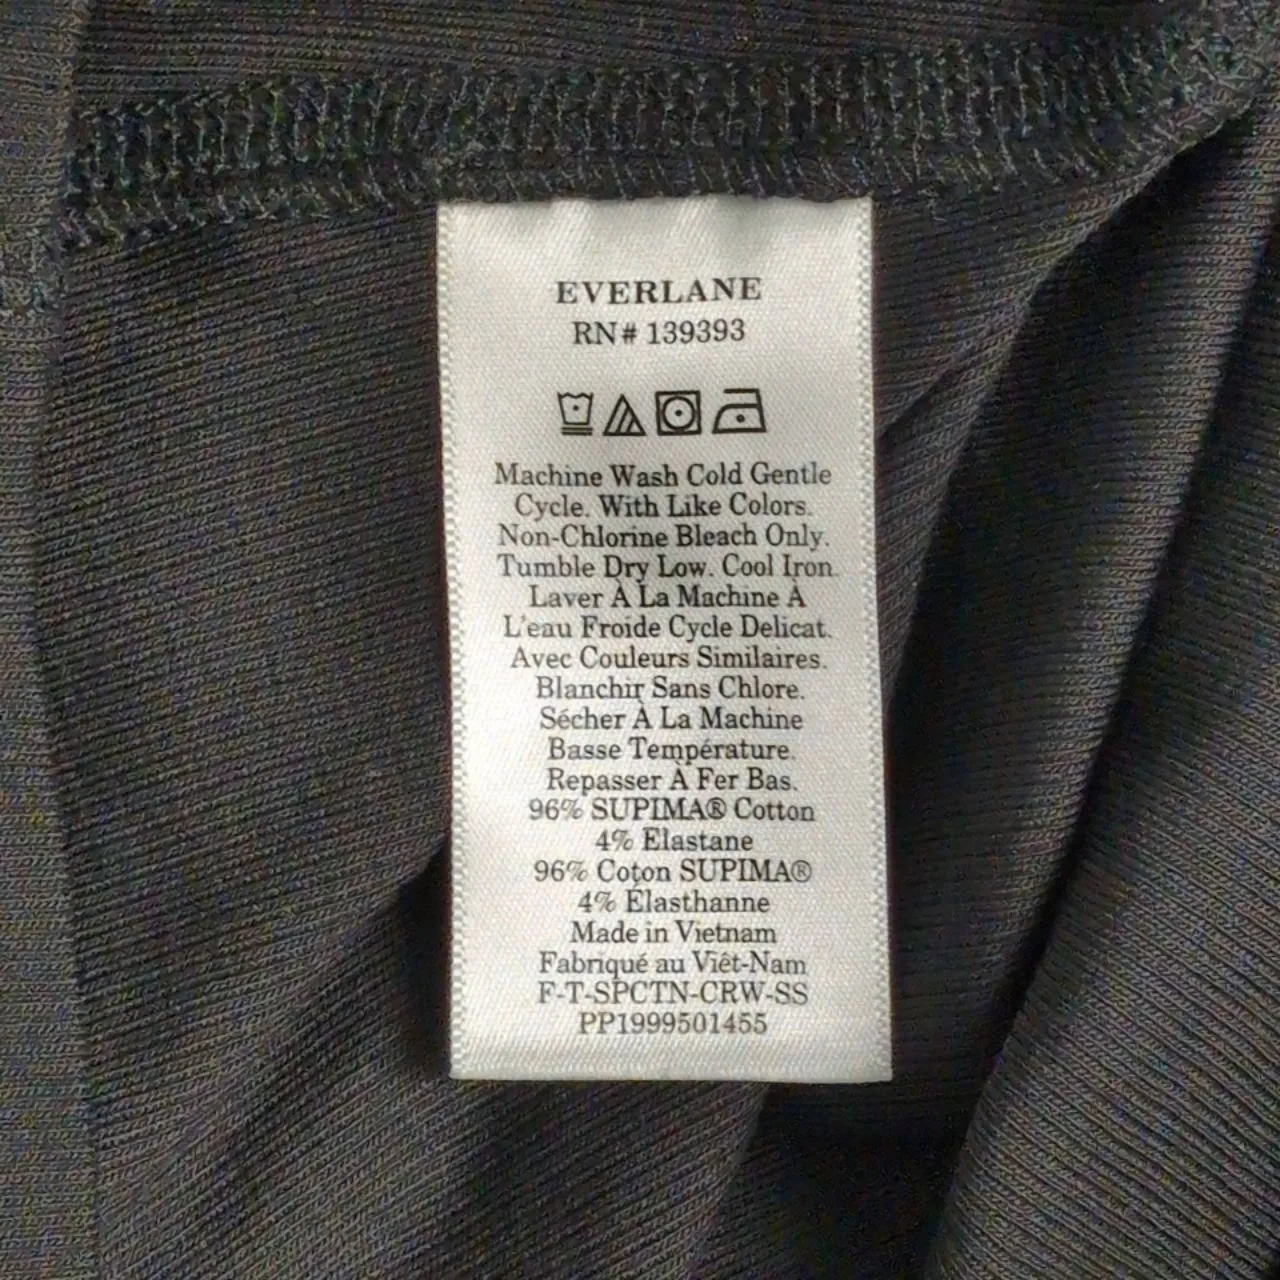 EVERLANE
RN# 139393
Machine Wash Cold Gentle
Cycle. With Like Colors.
Non-Chlorine Bleach Only.
Tumble Dry Low. Cool Iron.
Laver À La Machine À
L'eau Froide Cycle Delicat.
Avec Couleurs Similaires.
Blanchir Sans Chlore.
Sécher À La Machine
Basse Température.
Repasser À Fer Bas.
96% SUPIMA® Cotton
4% Elastane
96% Coton SUPIMA®
4% Élasthanne
Made in Vietnam
Fabriqué au Viêt-Nam
F-T-SPCTN-CRW-SS
PP1999501455